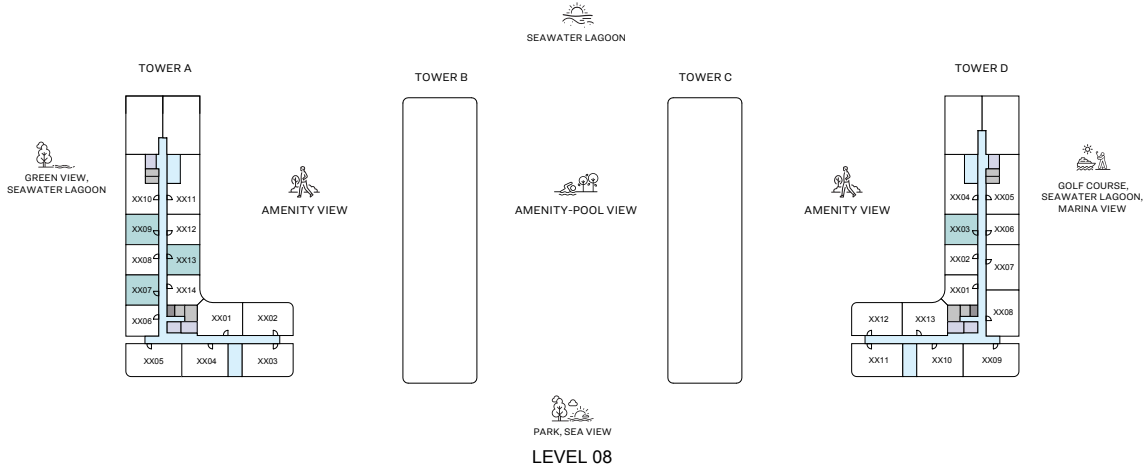 SEAWATER LAGOON
TOWER A
TOWER B
TOWER C
TOWER D
GREEN VIEW,
SEAWATER LAGOON
AMENITY VIEW
AMENITY-POOL VIEW
AMENITY VIEW
GOLF COURSE,
SEAWATER LAGOON,
MARINA VIEW
XX10 XX11
XX09 XX12
XX08 XX13
XX07 XX14
XX06 XX01 XX02
XX05 XX04 XX03
XX04 XX05
XX03 XX06
XX02 XX07
XX01 XX08
XX12 XX13
XX11 XX10 XX09
PARK, SEA VIEW
LEVEL 08